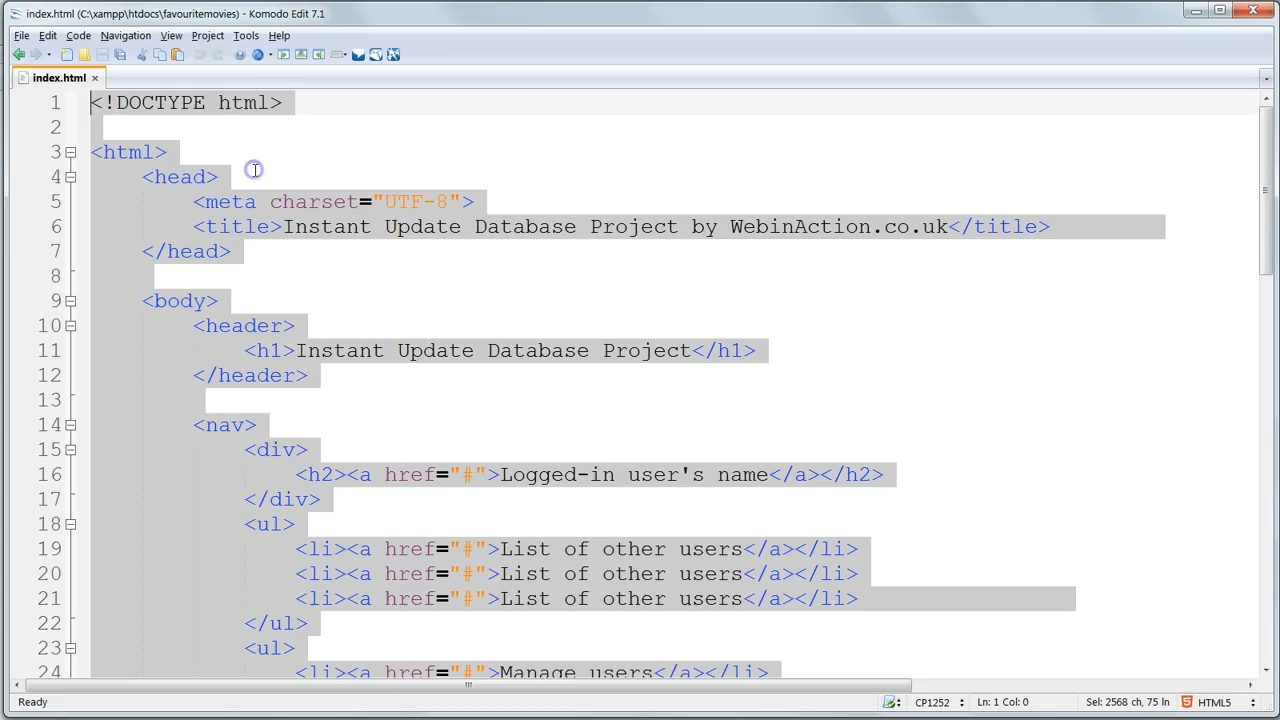 index.html (C:\xampp\htdocs\favouritemovies) - Komodo Edit 7.1
File Edit Code Navigation View Project Tools Help
index.html
1 <!DOCTYPE html>
2
3 <html>
4 <head>
5 <meta charset="UTF-8">
6 <title>Instant Update Database Project by WebinAction.co.uk</title>
7 </head>
8
9 <body>
10 <header>
11 <h1>Instant Update Database Project</h1>
12 </header>
13
14 <nav>
15 <div>
16 <h2><a href="#">Logged-in user's name</a></h2>
17 </div>
18 <ul>
19 <li><a href="#">List of other users</a></li>
20 <li><a href="#">List of other users</a></li>
21 <li><a href="#">List of other users</a></li>
22 </ul>
23 <ul>
24 <li><a href="#">Manage users</a></li>
Ready CP1252 Ln: 1 Col: 0 Sel: 2568 ch, 75 ln HTML5